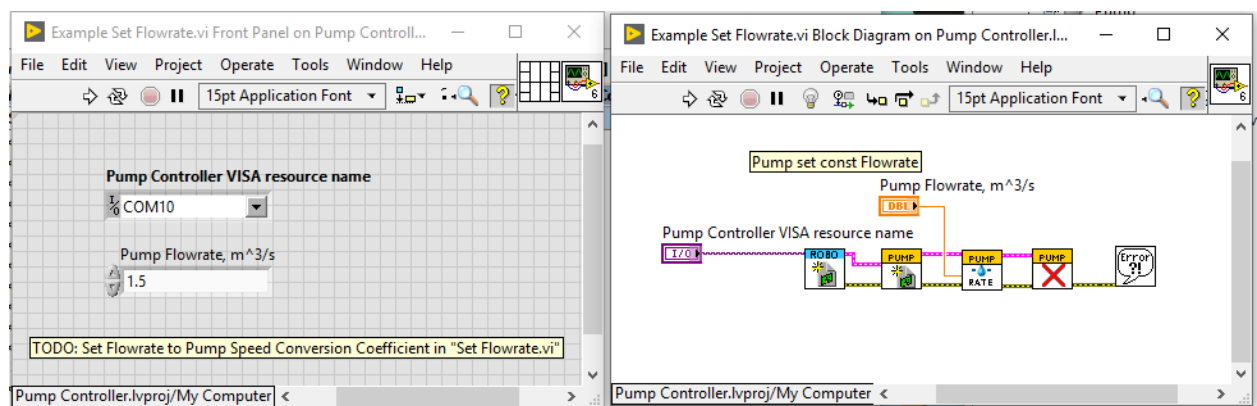 Example Set Flowrate.vi Front Panel on Pump Controll...
File Edit View Project Operate Tools Window Help
15pt Application Font
6
Pump Controller VISA resource name
I/O COM10
Pump Flowrate, m^3/s
1.5
TODO: Set Flowrate to Pump Speed Conversion Coefficient in "Set Flowrate.vi"
Pump Controller.lvproj/My Computer
Example Set Flowrate.vi Block Diagram on Pump Controller.l...
File Edit View Project Operate Tools Window Help
15pt Application Font
6
Pump set const Flowrate
Pump Flowrate, m^3/s
DBL
Pump Controller VISA resource name
I/O
ROBO
PUMP
PUMP
RATE
PUMP
Error
?!
Pump Controller.lvproj/My Computer